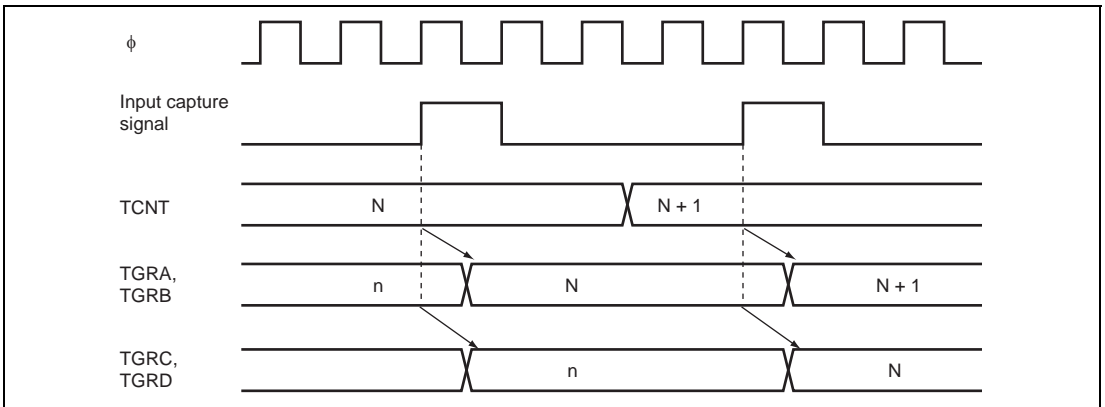 ϕ
Input capture
signal
TCNT
N
N + 1
TGRA,
TGRB
n
N
N + 1
TGRC,
TGRD
n
N